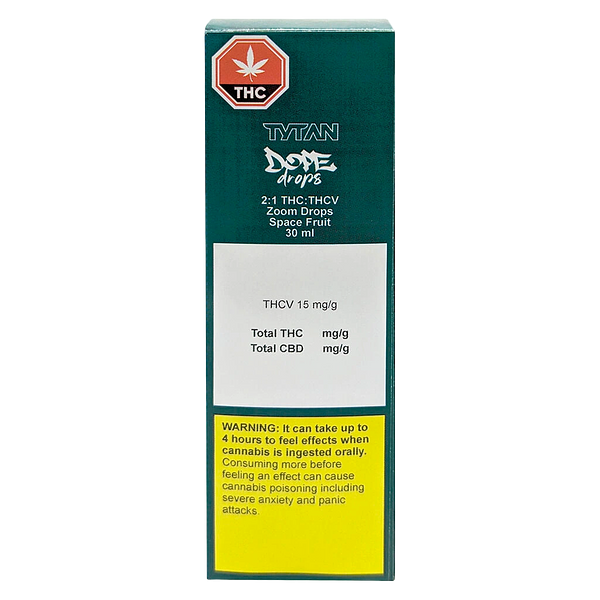 THC
TYTAN
DOPE
drops
2:1 THC:THCV
Zoom Drops
Space Fruit
30 ml
THCV 15 mg/g
Total THC mg/g
Total CBD mg/g
WARNING: It can take up to
4 hours to feel effects when
cannabis is ingested orally.
Consuming more before
feeling an effect can cause
cannabis poisoning including
severe anxiety and panic
attacks.